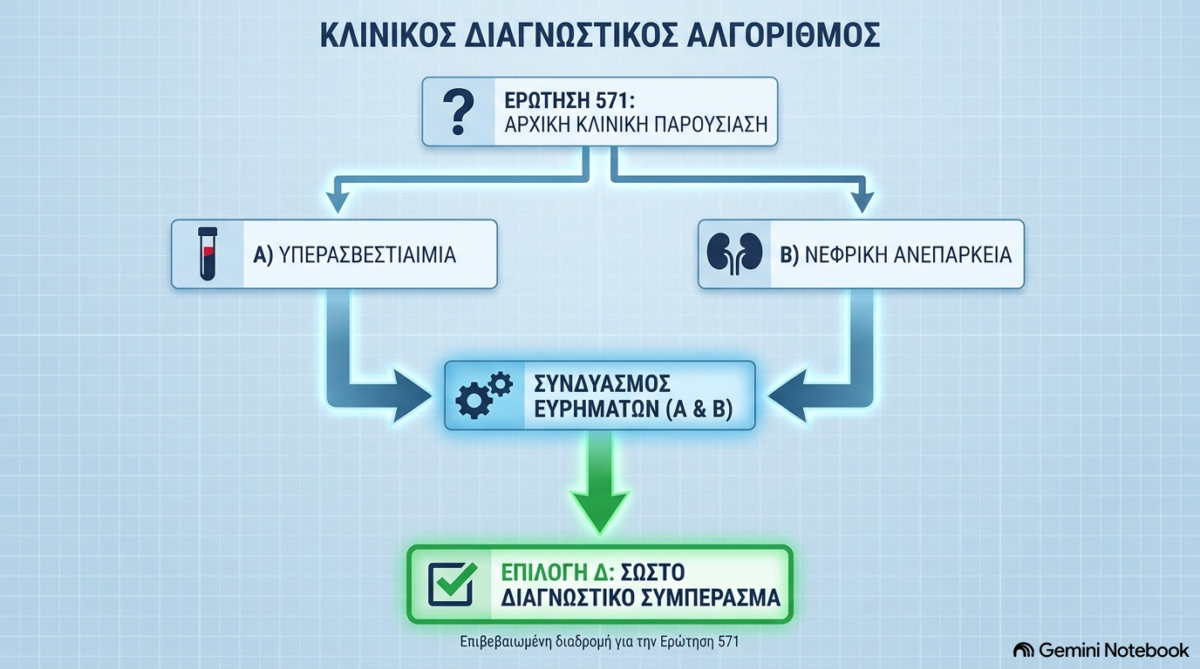 ΚΛΙΝΙΚΟΣ ΔΙΑΓΝΩΣΤΙΚΟΣ ΑΛΓΟΡΙΘΜΟΣ
?
ΕΡΩΤΗΣΗ 571:
ΑΡΧΙΚΗ ΚΛΙΝΙΚΗ ΠΑΡΟΥΣΙΑΣΗ
Α) ΥΠΕΡΑΣΒΕΣΤΙΑΙΜΙΑ
Β) ΝΕΦΡΙΚΗ ΑΝΕΠΑΡΚΕΙΑ
ΣΥΝΔΥΑΣΜΟΣ
ΕΥΡΗΜΑΤΩΝ (Α & Β)
ΕΠΙΛΟΓΗ Δ: ΣΩΣΤΟ
ΔΙΑΓΝΩΣΤΙΚΟ ΣΥΜΠΕΡΑΣΜΑ
Επιβεβαιωμένη διαδρομή για την Ερώτηση 571
Gemini Notebook